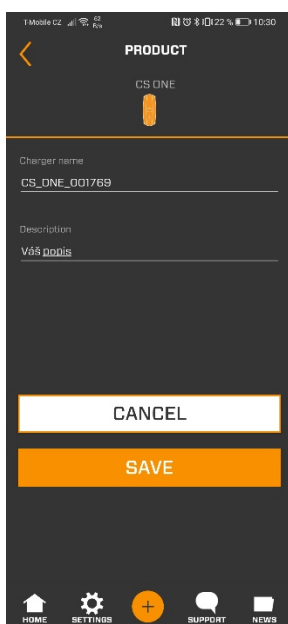 T-Mobile CZ 62 B/s 22 % 10:30
PRODUCT
CS ONE
Charger name
CS_ONE_001769
Description
Váš popis
CANCEL
SAVE
+
HOME SETTINGS SUPPORT NEWS